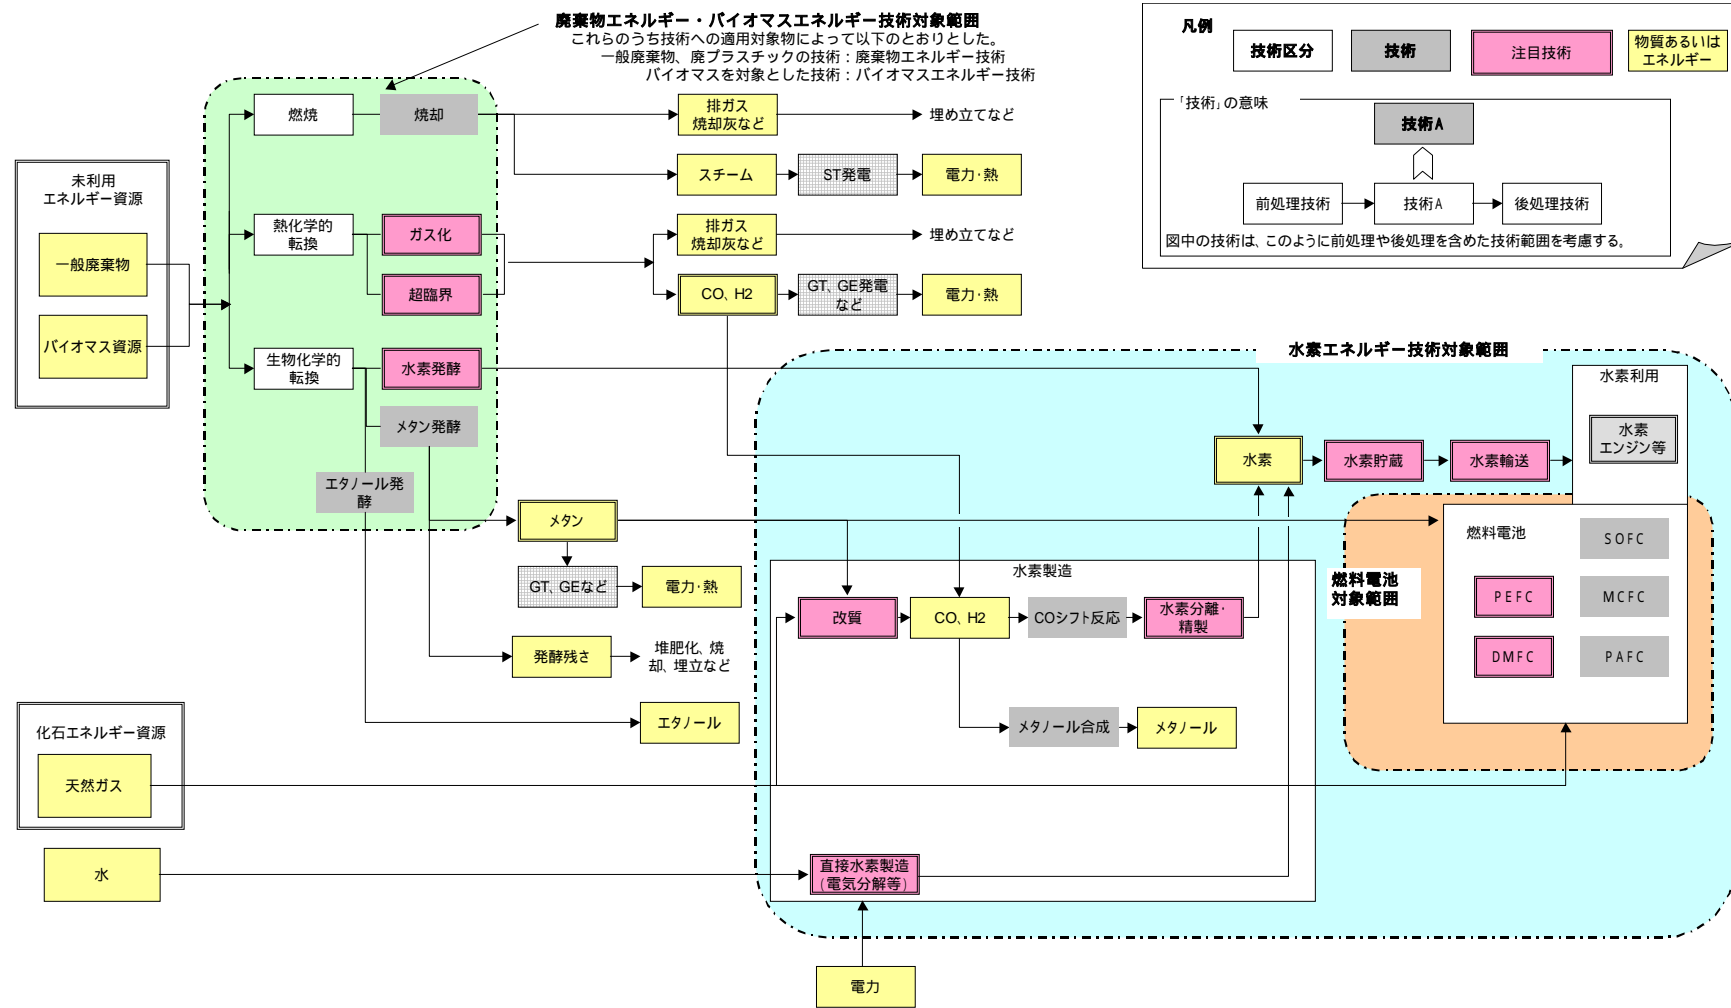 廃棄物エネルギー・バイオマスエネルギー技術対象範囲
これらのうち技術への適用対象物によって以下のとおりとした。
一般廃棄物、廃プラスチックの技術：廃棄物エネルギー技術
バイオマスを対象とした技術：バイオマスエネルギー技術
凡例
技術区分
技術
注目技術
物質あるいは
エネルギー
「技術」の意味
技術A
前処理技術
技術A
後処理技術
図中の技術は、このように前処理や後処理を含めた技術範囲を考慮する。
未利用
エネルギー資源
一般廃棄物
バイオマス資源
燃焼
焼却
排ガス
焼却灰など
埋め立てなど
スチーム
ST発電
電力・熱
熱化学的
転換
ガス化
超臨界
排ガス
焼却灰など
埋め立てなど
CO、H2
GT、GE発電
など
電力・熱
生物化学的
転換
水素発酵
メタン発酵
エタノール発
酵
メタン
GT、GEなど
電力・熱
発酵残さ
堆肥化、焼
却、埋立など
エタノール
化石エネルギー資源
天然ガス
水
電力
水素エネルギー技術対象範囲
水素
水素貯蔵
水素輸送
水素利用
水素
エンジン等
水素製造
改質
CO、H2
COシフト反応
水素分離・
精製
メタノール合成
メタノール
直接水素製造
（電気分解等）
燃料電池
対象範囲
燃料電池
SOFC
PEFC
MCFC
DMFC
PAFC